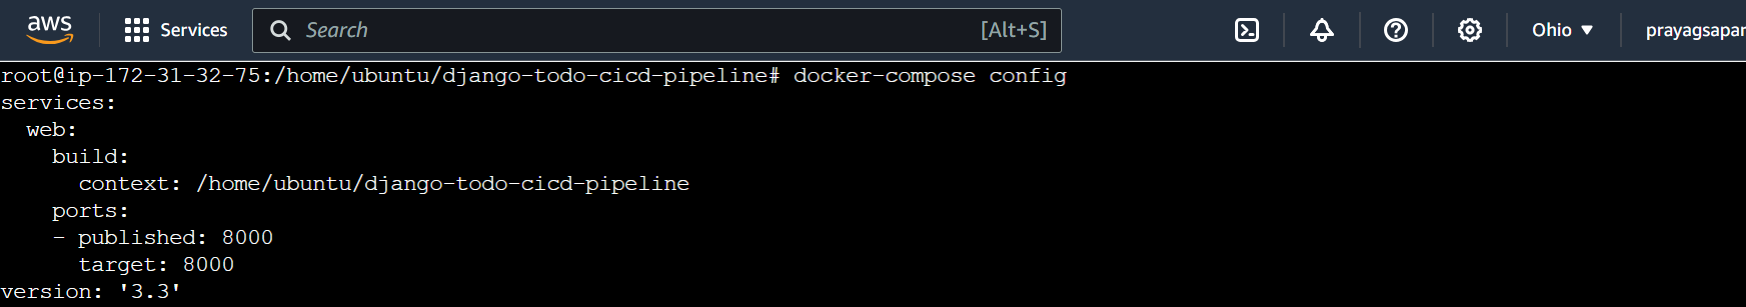 aws Services Search [Alt+S] Ohio ▼
root@ip-172-31-32-75:/home/ubuntu/django-todo-cicd-pipeline# docker-compose config
services:
  web:
    build:
      context: /home/ubuntu/django-todo-cicd-pipeline
    ports:
    - published: 8000
      target: 8000
version: '3.3'